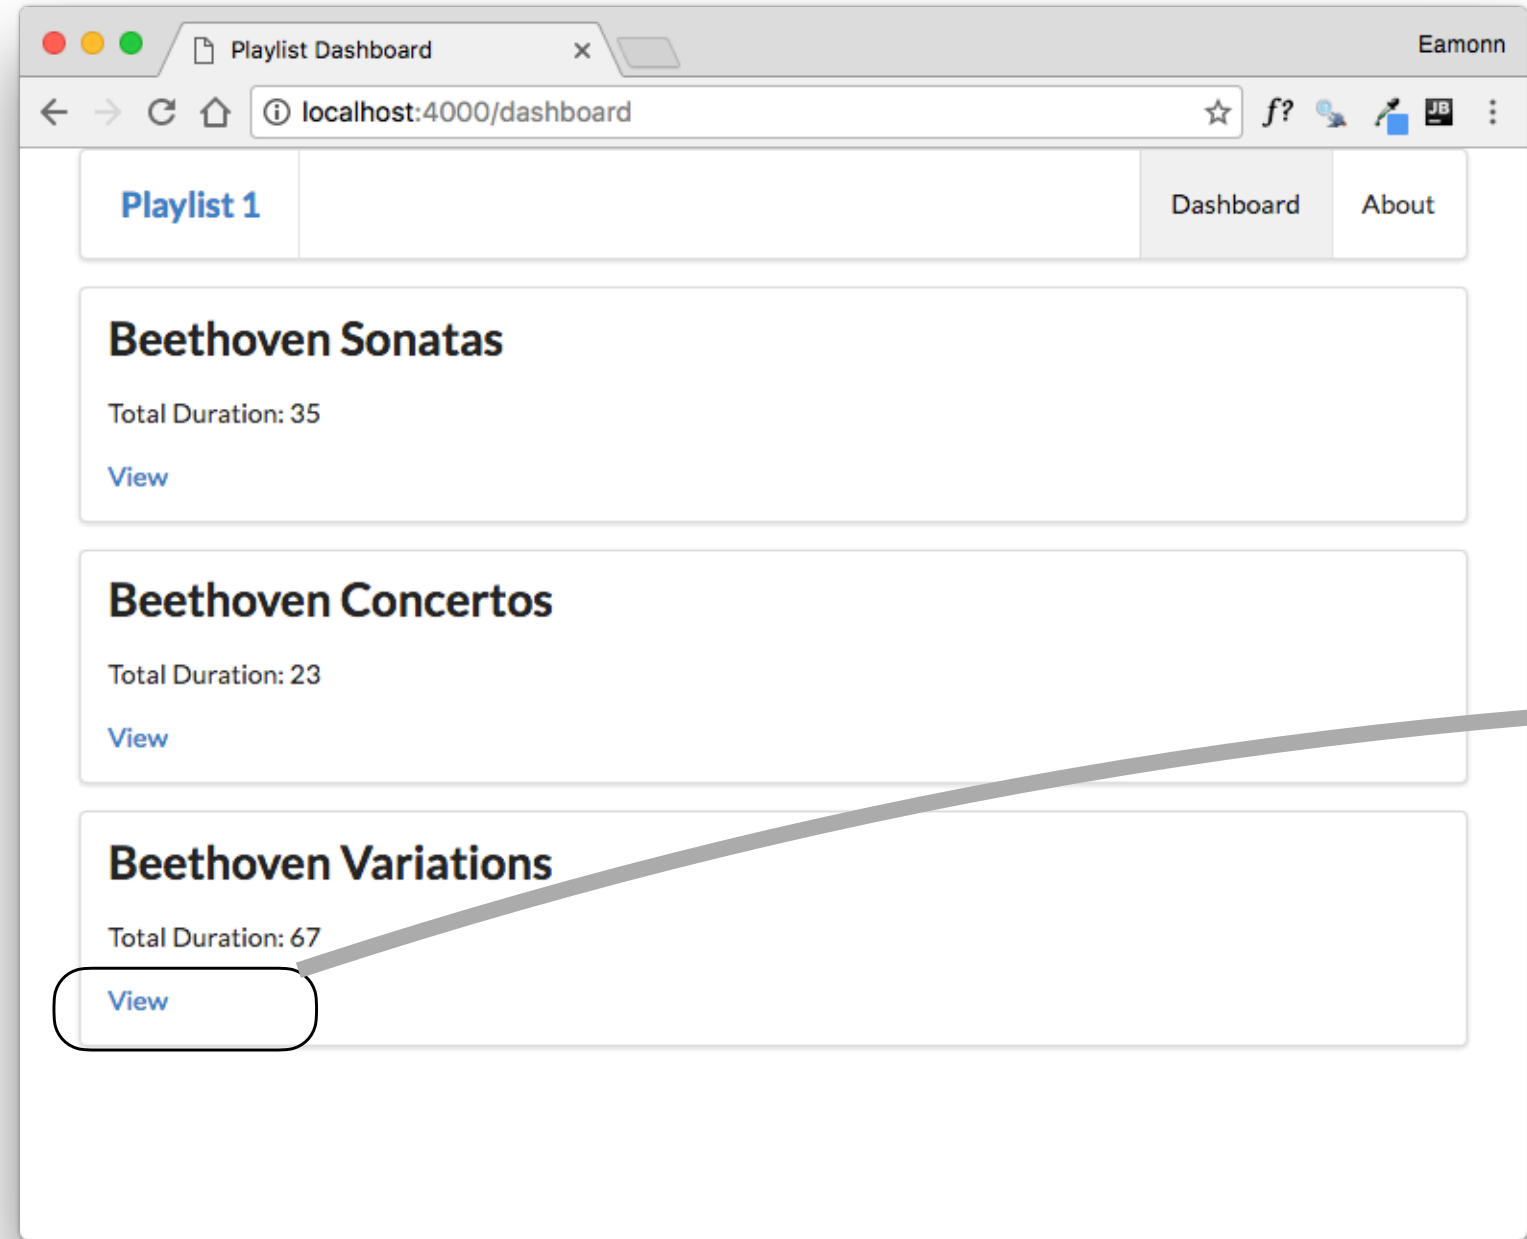 Playlist Dashboard
Eamonn
localhost:4000/dashboard
f?
JB
Playlist 1
Dashboard
About
Beethoven Sonatas
Total Duration: 35
View
Beethoven Concertos
Total Duration: 23
View
Beethoven Variations
Total Duration: 67
View